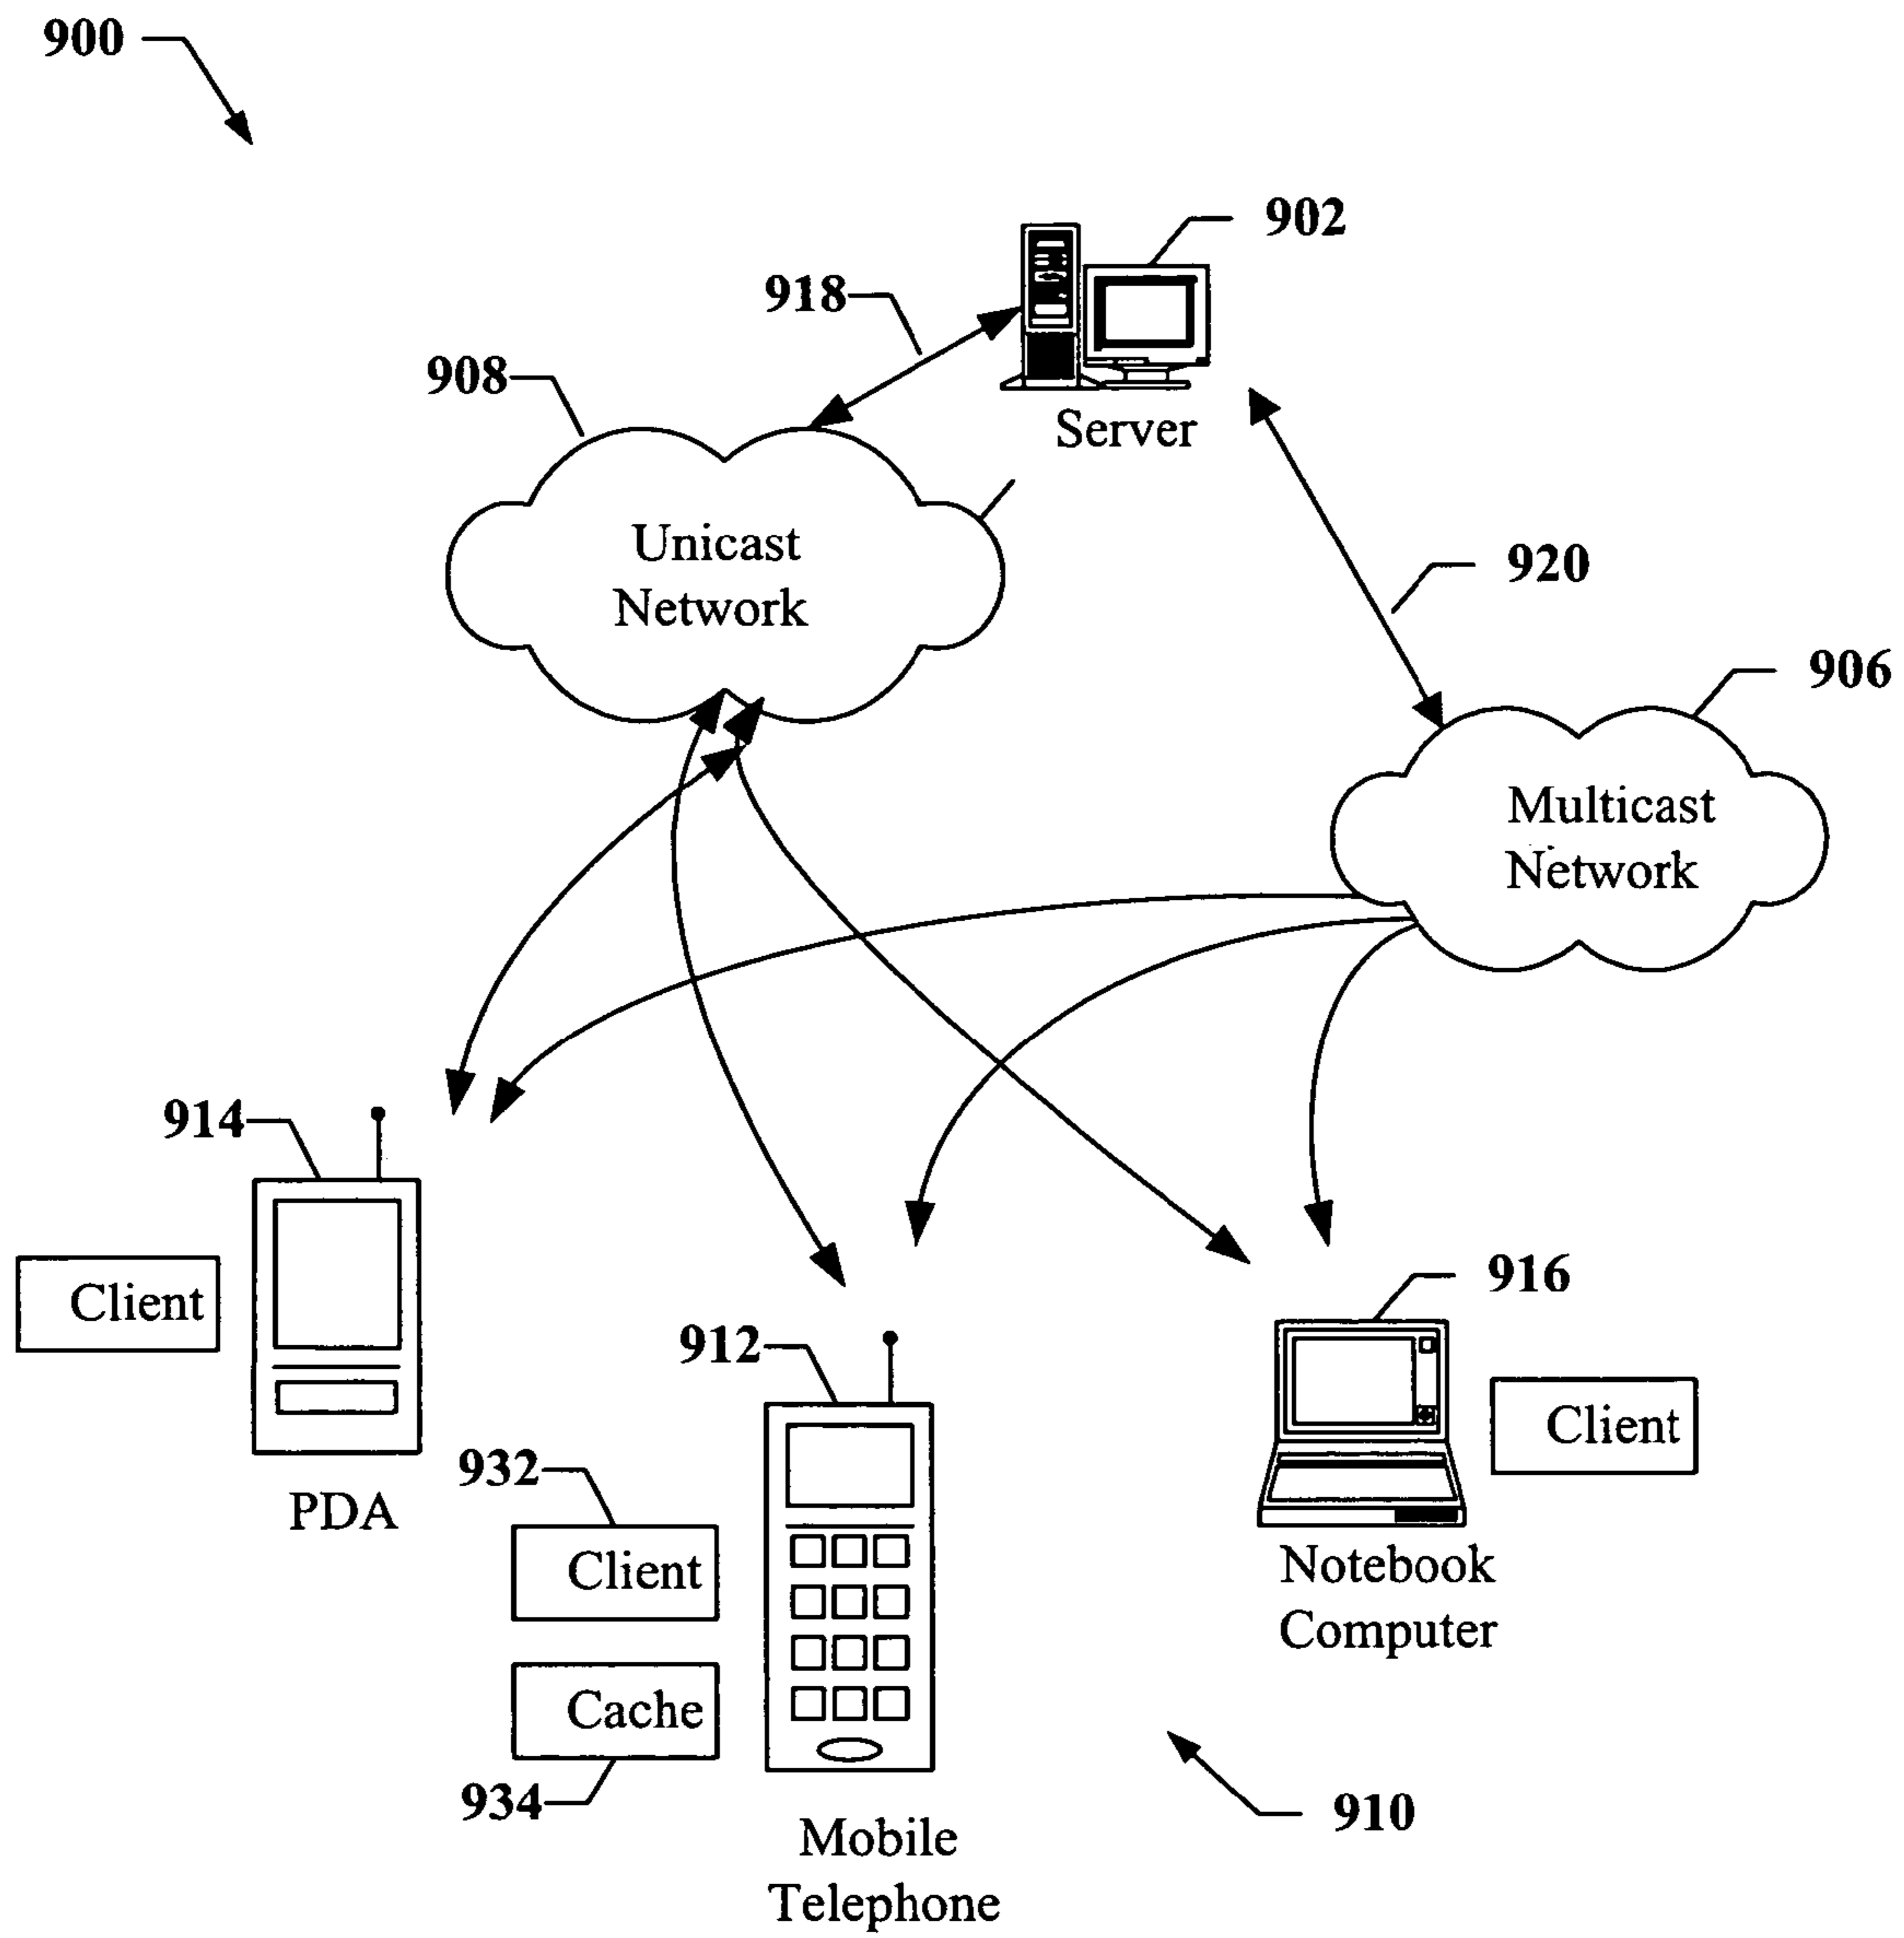 900
902
918
908
Server
Unicast
Network
920
906
Multicast
Network
914
Client
916
912
Client
932
PDA
Client
Notebook
Computer
Cache
934
910
Mobile
Telephone